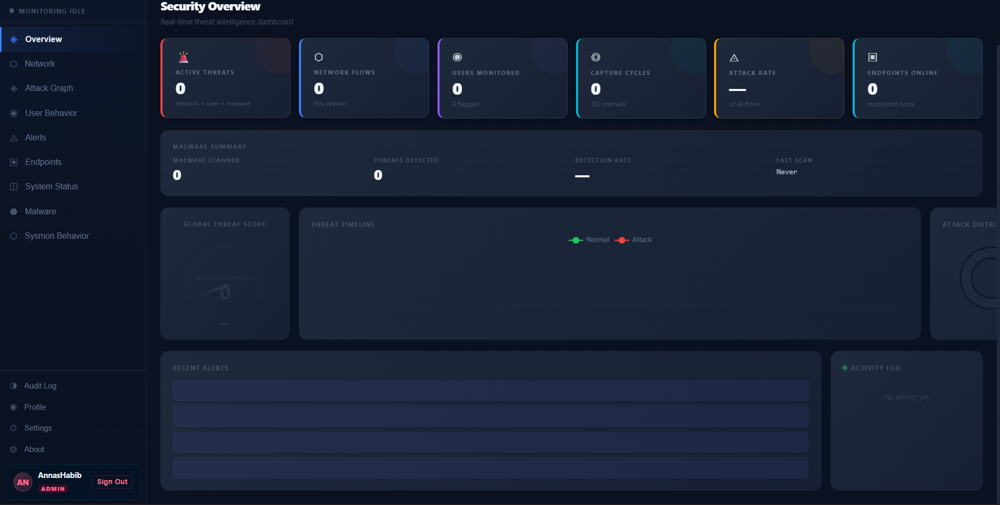 MONITORING IDLE
Overview
Network
Attack Graph
User Behavior
Alerts
Endpoints
System Status
Malware
Sysmon Behavior
Audit Log
Profile
Settings
About
AN
AnnasHabib
ADMIN
Sign Out
Security Overview
Real-time threat intelligence dashboard
ACTIVE THREATS
0
network + user + malware
NETWORK FLOWS
0
this session
USERS MONITORED
0
0 flagged
CAPTURE CYCLES
0
10s intervals
ATTACK RATE
—
of all flows
ENDPOINTS ONLINE
0
monitored hosts
MALWARE SUMMARY
MALWARE SCANNED
0
THREATS DETECTED
0
DETECTION RATE
—
LAST SCAN
Never
GLOBAL THREAT SCORE
Awaiting telemetry...
0
—
THREAT TIMELINE
Normal
Attack
ATTACK DISTRI
RECENT ALERTS
ACTIVITY LOG
No activity yet